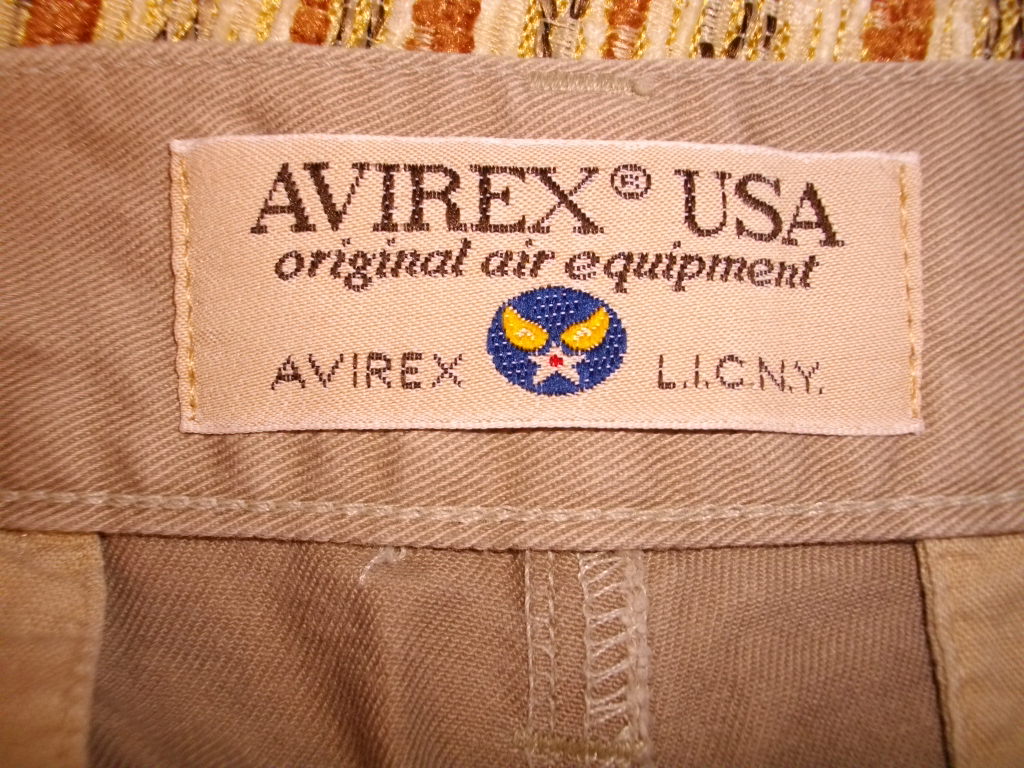 AVIREX® USA
original air equipment
AVIREX L.I.C.N.Y.